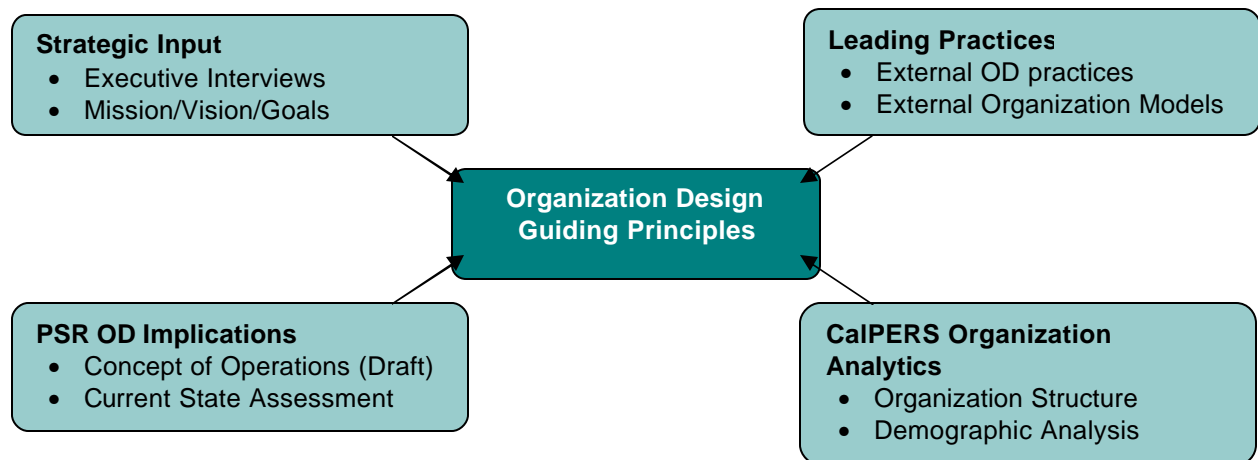 Strategic Input
• Executive Interviews
• Mission/Vision/Goals
Leading Practices
• External OD practices
• External Organization Models
Organization Design
Guiding Principles
PSR OD Implications
• Concept of Operations (Draft)
• Current State Assessment
CalPERS Organization
Analytics
• Organization Structure
• Demographic Analysis